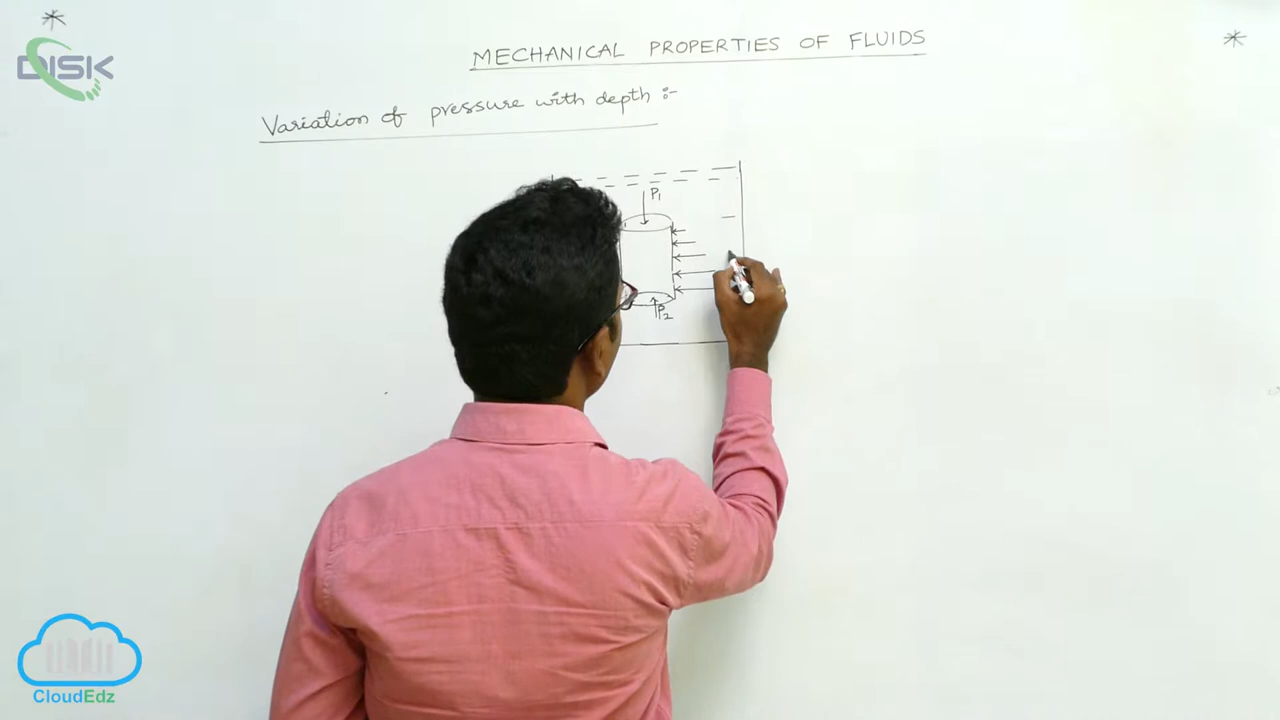 *
*
DISK
MECHANICAL PROPERTIES OF FLUIDS
Variation of pressure with depth :-
P₁
P₂
CloudEdz